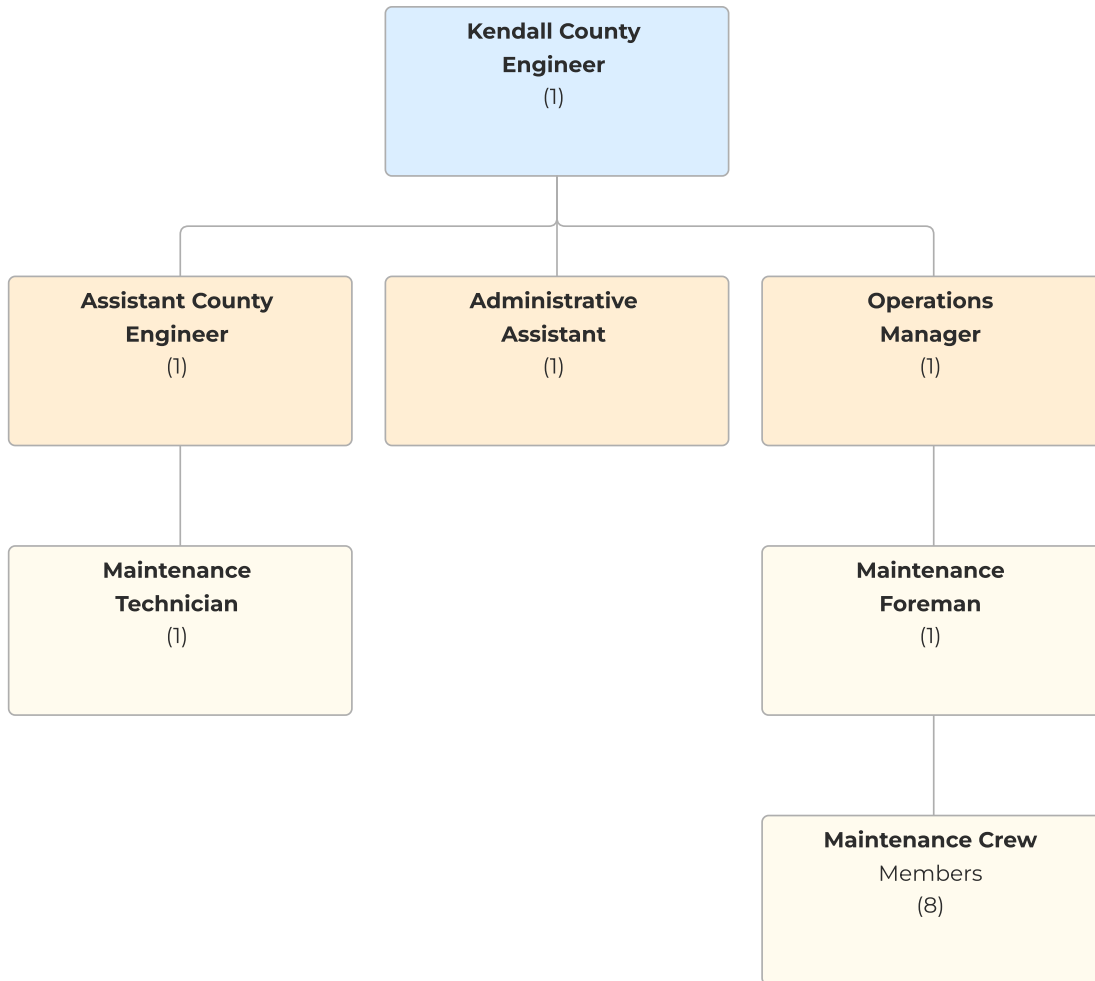 Kendall County
Engineer
(1)
Assistant County
Engineer
(1)
Administrative
Assistant
(1)
Operations
Manager
(1)
Maintenance
Technician
(1)
Maintenance
Foreman
(1)
Maintenance Crew
Members
(8)